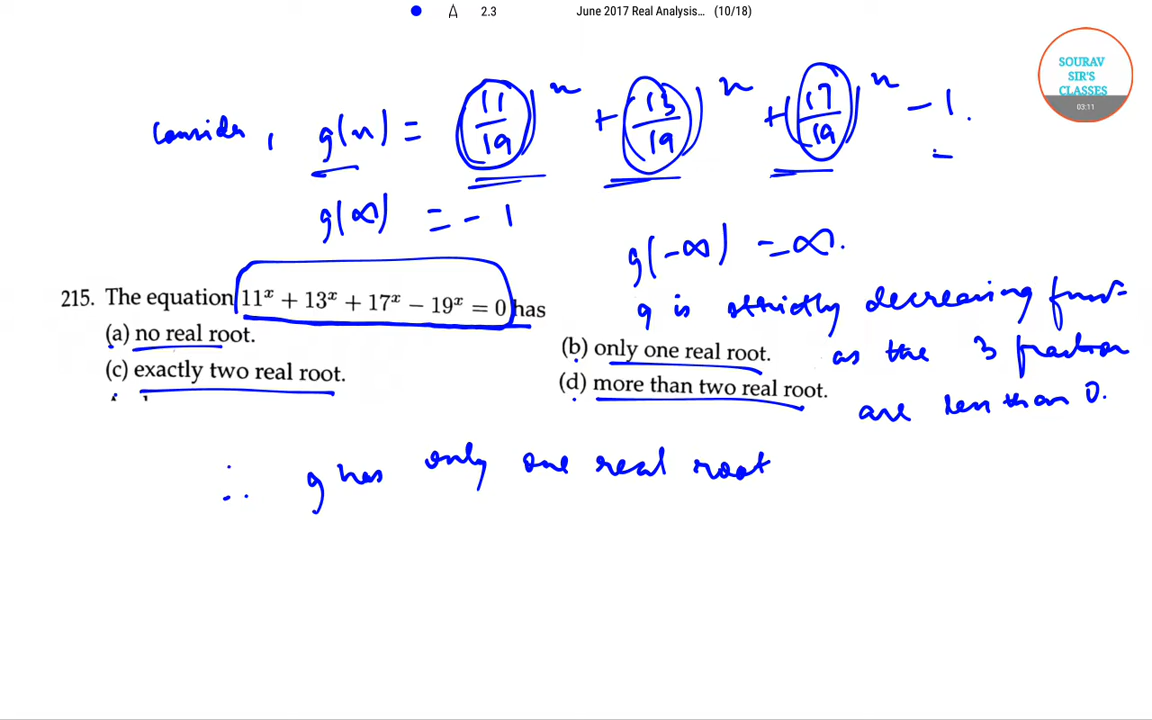 2.3 June 2017 Real Analysis... (10/18)
SOURAV
SIR'S
CLASSES
03:11
Consider, g(x) = (11/19)^x + (13/19)^x + (17/19)^x - 1.
g(∞) = -1
g(-∞) = ∞.
215. The equation 11^x + 13^x + 17^x − 19^x = 0 has
(a) no real root.
(b) only one real root.
(c) exactly two real root.
(d) more than two real root.
g is strictly decreasing funcⁿ
as the 3 fraction
are less than 0.
∴ g has only one real root